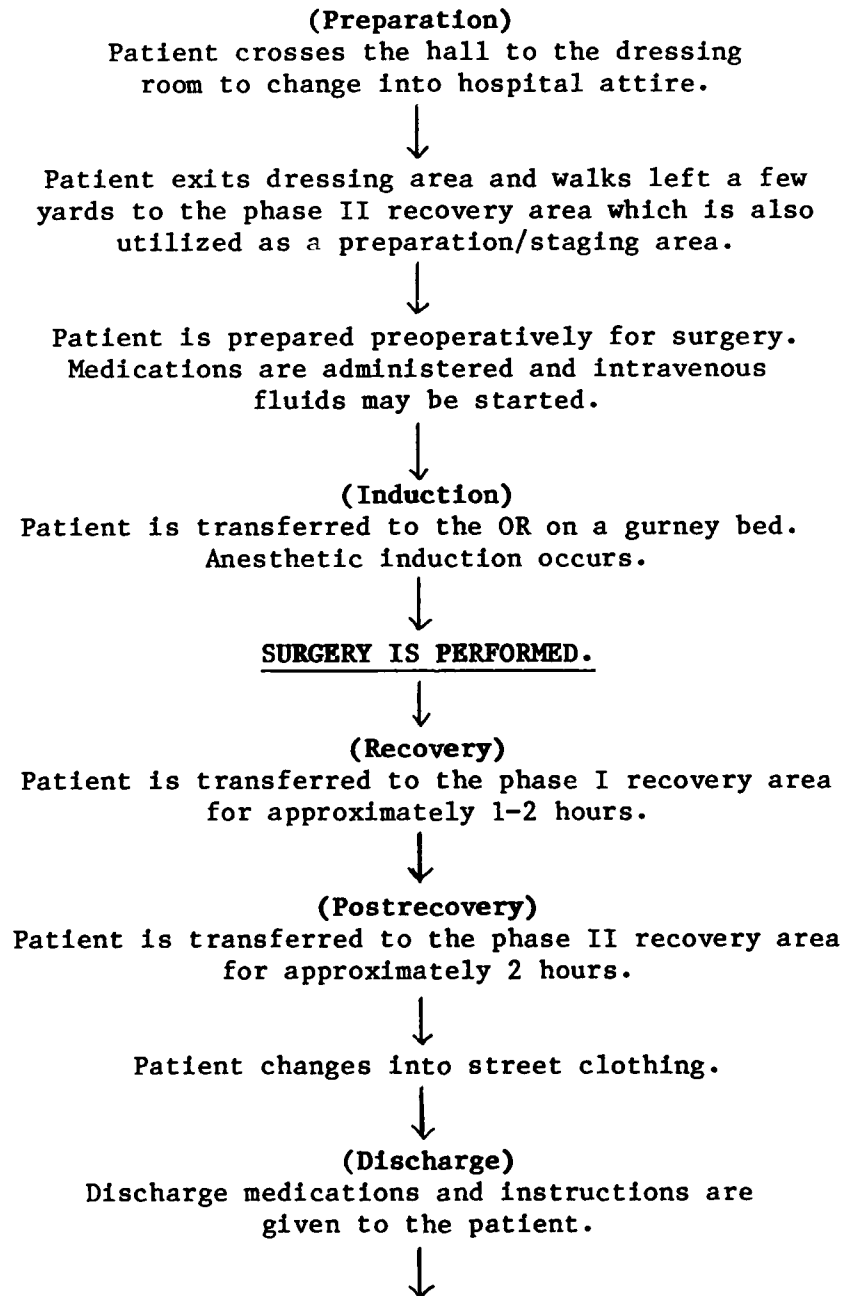 (Preparation)
Patient crosses the hall to the dressing
room to change into hospital attire.
Patient exits dressing area and walks left a few
yards to the phase II recovery area which is also
utilized as a preparation/staging area.
Patient is prepared preoperatively for surgery.
Medications are administered and intravenous
fluids may be started.
(Induction)
Patient is transferred to the OR on a gurney bed.
Anesthetic induction occurs.
SURGERY IS PERFORMED.
(Recovery)
Patient is transferred to the phase I recovery area
for approximately 1-2 hours.
(Postrecovery)
Patient is transferred to the phase II recovery area
for approximately 2 hours.
Patient changes into street clothing.
(Discharge)
Discharge medications and instructions are
given to the patient.